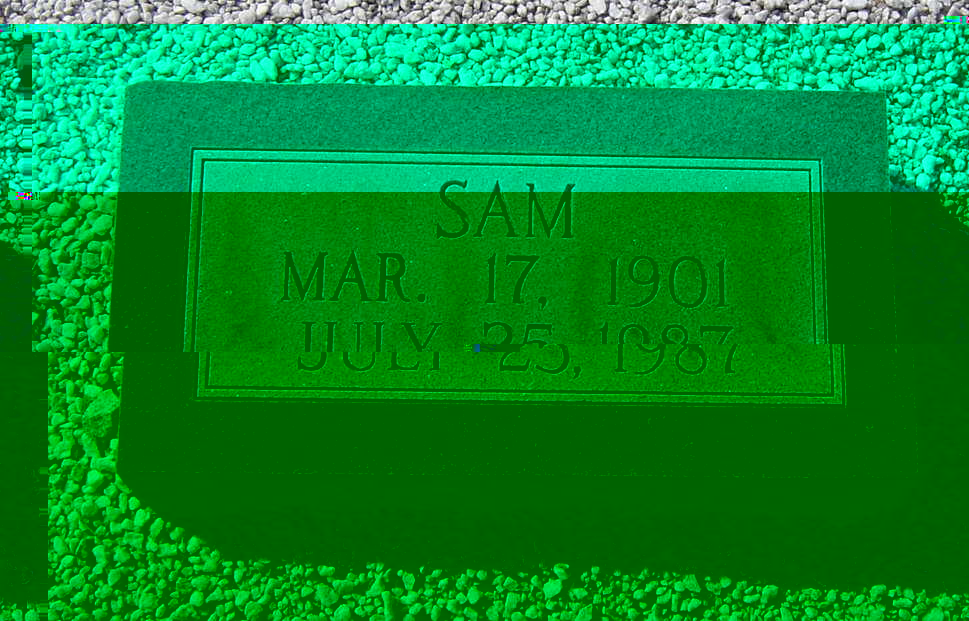 SAM
MAR. 17, 1901
JULY 25, 1987